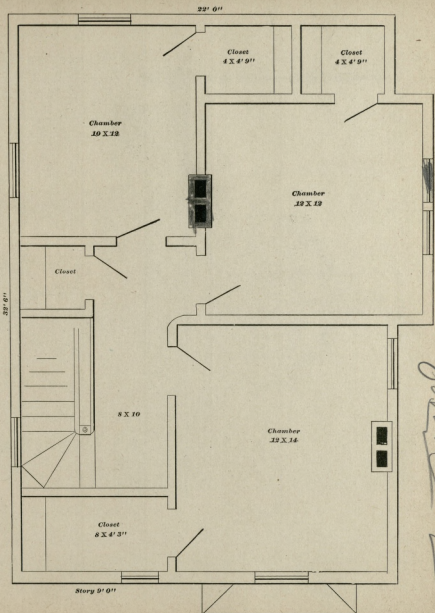 22' 0"
Closet
4 X 4' 9"
Closet
4 X 4' 9"
Chamber
10 X 12
Chamber
12 X 12
Closet
32' 6"
8 X 10
Chamber
12 X 14
Closet
8 X 4' 3"
Story 9' 0"